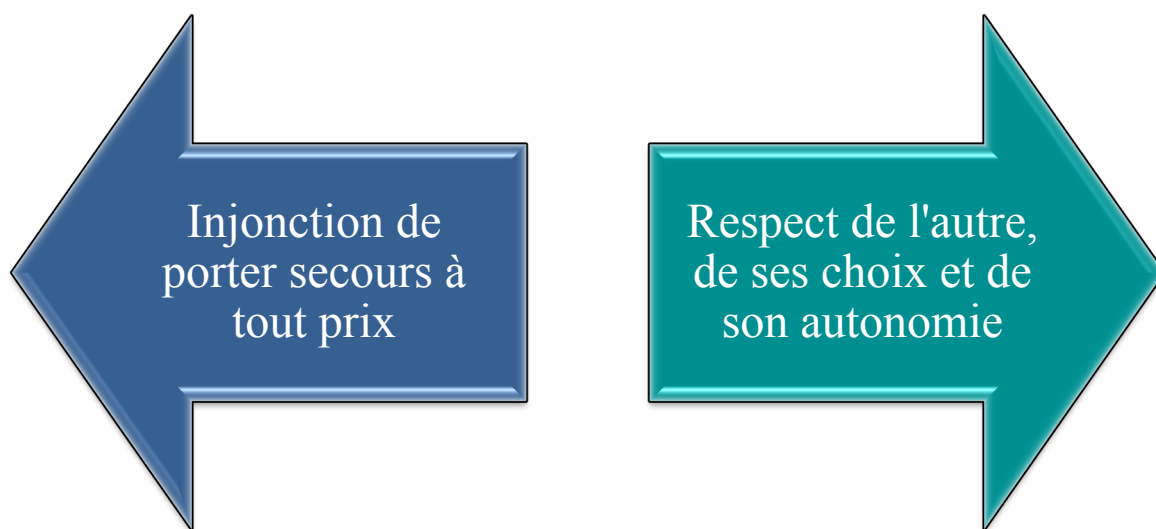 Injonction de
porter secours à
tout prix
Respect de l'autre,
de ses choix et de
son autonomie